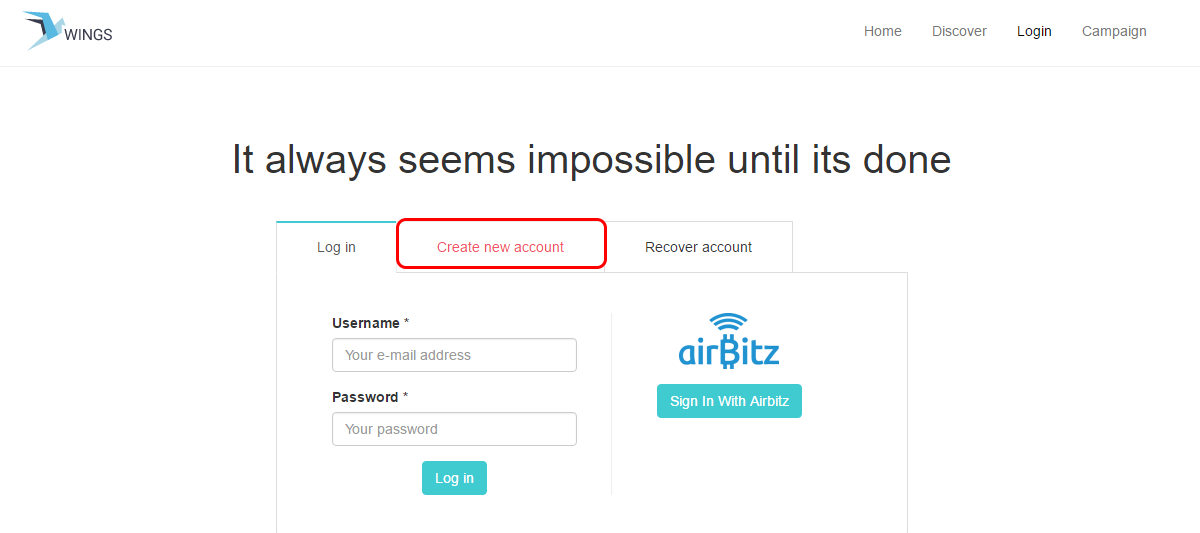 WINGS
Home Discover Login Campaign
It always seems impossible until its done
Log in Create new account Recover account
Username *
Your e-mail address
Password *
Your password
Log in
airBitz
Sign In With Airbitz